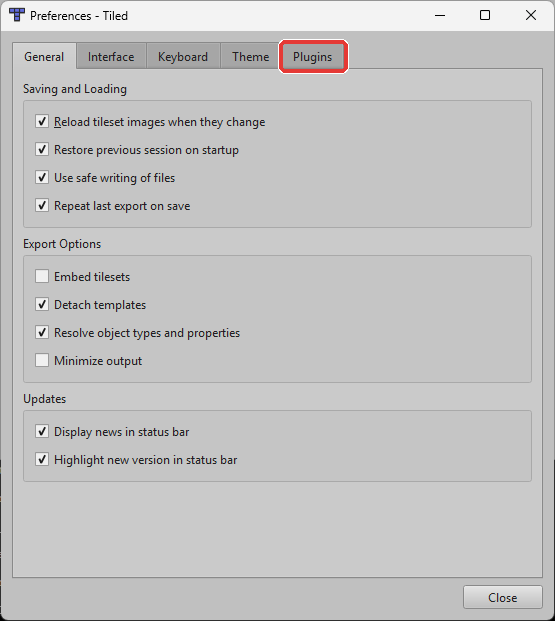 Preferences - Tiled
General Interface Keyboard Theme Plugins
Saving and Loading
Reload tileset images when they change
Restore previous session on startup
Use safe writing of files
Repeat last export on save
Export Options
Embed tilesets
Detach templates
Resolve object types and properties
Minimize output
Updates
Display news in status bar
Highlight new version in status bar
Close